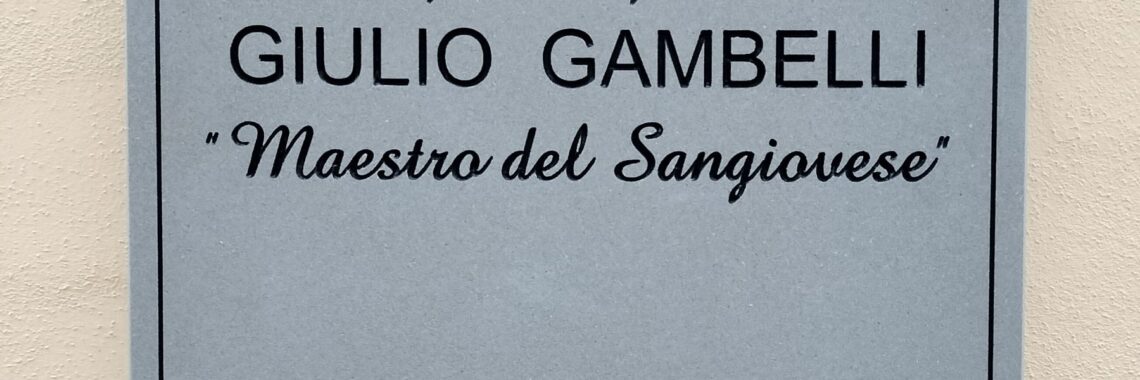 GIULIO GAMBELLI
"Maestro del Sangiovese"